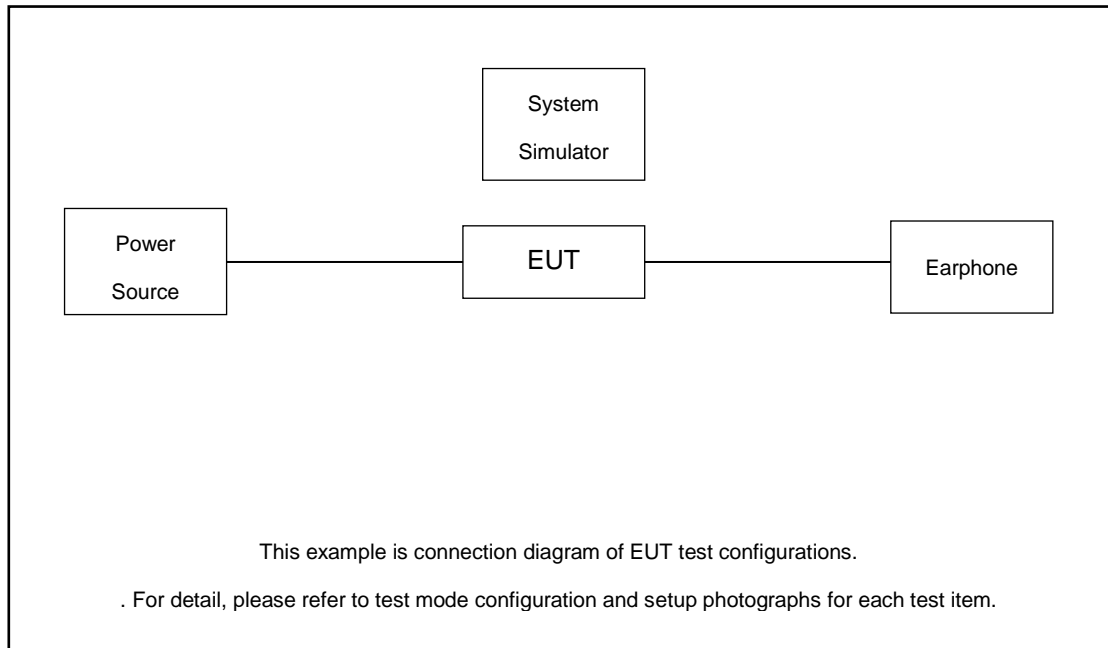 System
Simulator
Power
Source
EUT
Earphone
This example is connection diagram of EUT test configurations.
. For detail, please refer to test mode configuration and setup photographs for each test item.